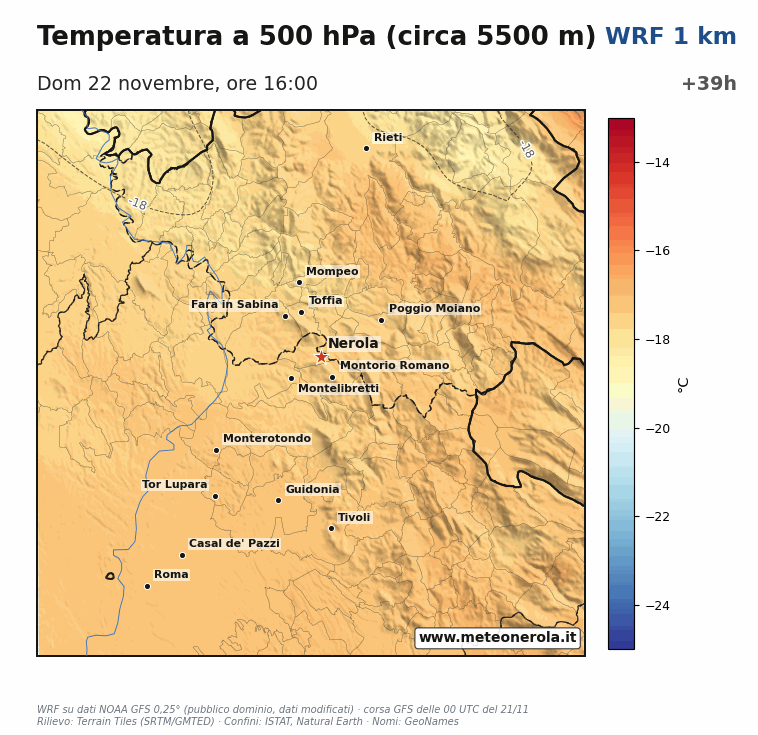 Temperatura a 500 hPa (circa 5500 m) WRF 1 km
Dom 22 novembre, ore 16:00 +39h
Rieti
-18
-18
Mompeo
Toffia
Fara in Sabina
Poggio Moiano
Nerola
Montorio Romano
Montelibretti
Monterotondo
Tor Lupara
Guidonia
Tivoli
Casal de' Pazzi
Roma
www.meteonerola.it
−14
−16
−18
−20
−22
−24
°C
WRF su dati NOAA GFS 0,25° (pubblico dominio, dati modificati) · corsa GFS delle 00 UTC del 21/11
Rilievo: Terrain Tiles (SRTM/GMTED) · Confini: ISTAT, Natural Earth · Nomi: GeoNames